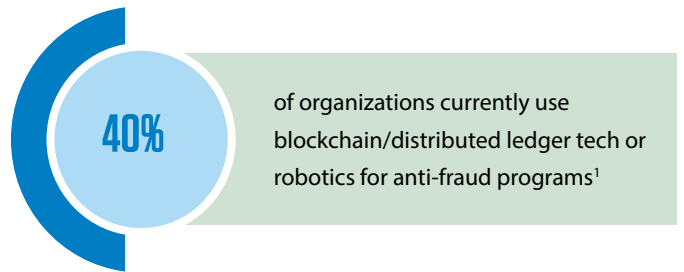 40%
of organizations currently use
blockchain/distributed ledger tech or
robotics for anti-fraud programs¹